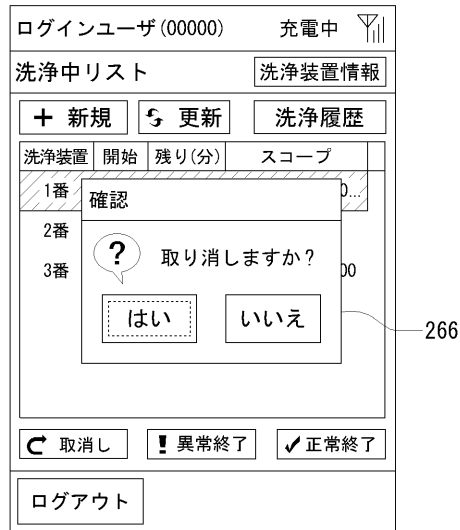 ログインユーザ(00000) 充電中
洗浄中リスト 洗浄装置情報
+ 新規 更新 洗浄履歴
洗浄装置 開始 残り(分) スコープ
1番 0...
確認
2番
? 取り消しますか?
3番 00
はい いいえ
266
取消し ! 異常終了 ✓正常終了
ログアウト